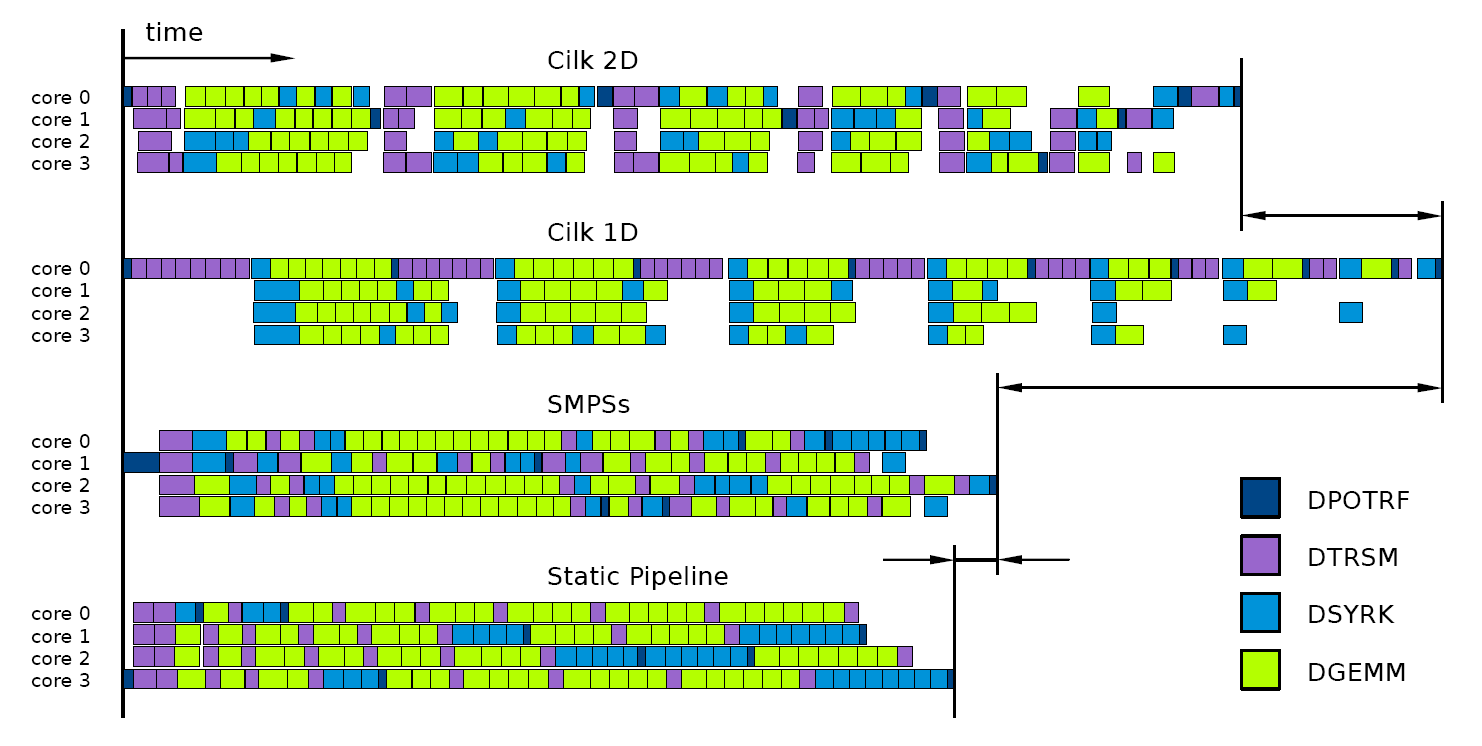 time
Cilk 2D
core 0
core 1
core 2
core 3
Cilk 1D
core 0
core 1
core 2
core 3
SMPSs
core 0
core 1
core 2
core 3
Static Pipeline
core 0
core 1
core 2
core 3
DPOTRF
DTRSM
DSYRK
DGEMM